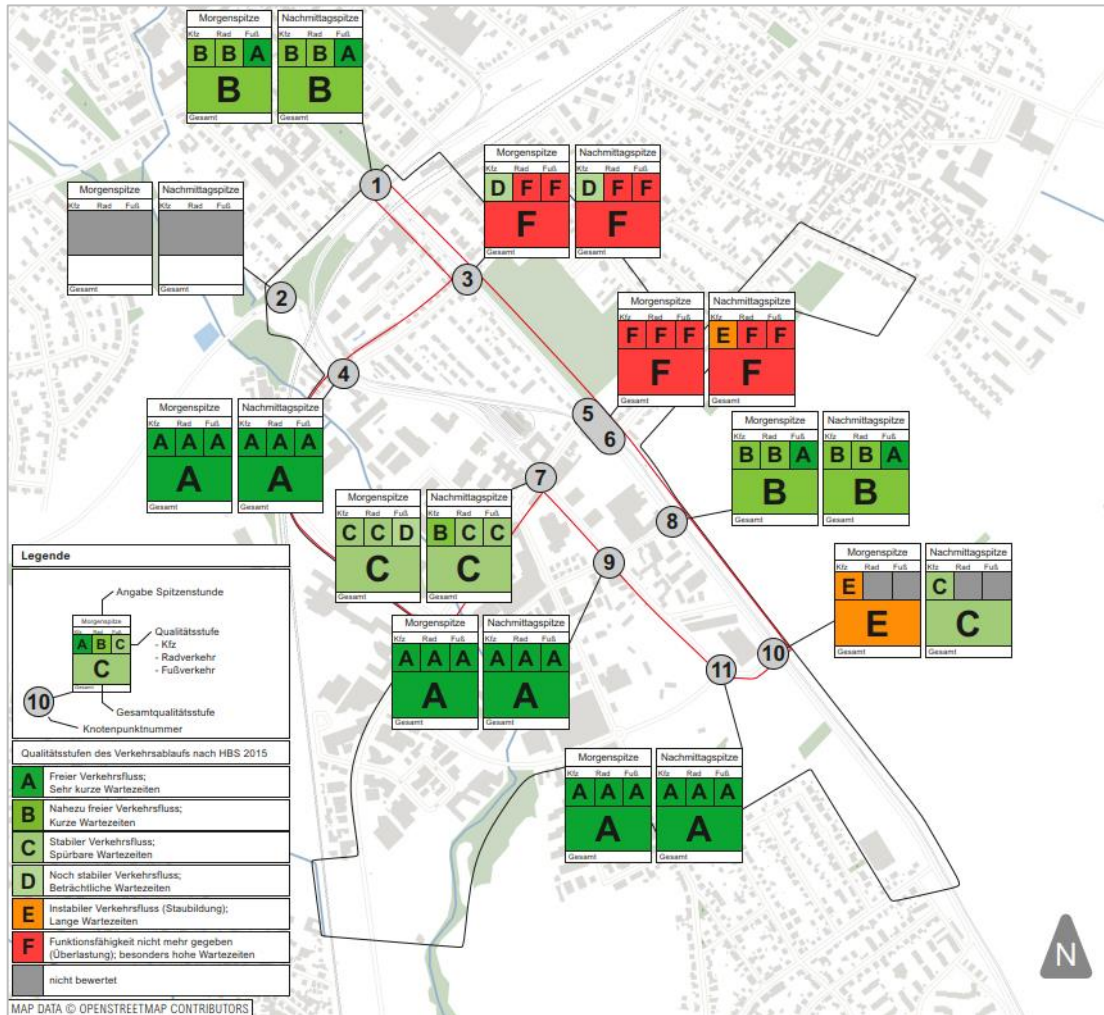 Morgenspitze Nachmittagspitze
Kfz Rad Fuß Kfz Rad Fuß
B B A B B A
B B
Gesamt Gesamt
1
Morgenspitze Nachmittagspitze
Kfz Rad Fuß Kfz Rad Fuß
D F F D F F
F F
Gesamt Gesamt
3
Morgenspitze Nachmittagspitze
Kfz Rad Fuß Kfz Rad Fuß
Gesamt Gesamt
2
Morgenspitze Nachmittagspitze
Kfz Rad Fuß Kfz Rad Fuß
F F F E F F
F F
Gesamt Gesamt
5
6
4
Morgenspitze Nachmittagspitze
Kfz Rad Fuß Kfz Rad Fuß
A A A A A A
A A
Gesamt Gesamt
Morgenspitze Nachmittagspitze
Kfz Rad Fuß Kfz Rad Fuß
B B A B B A
B B
Gesamt Gesamt
8
7
Morgenspitze Nachmittagspitze
Kfz Rad Fuß Kfz Rad Fuß
C C D B C C
C C
Gesamt Gesamt
9
Morgenspitze Nachmittagspitze
Kfz Rad Fuß Kfz Rad Fuß
E C
E C
Gesamt Gesamt
10
11
Morgenspitze Nachmittagspitze
Kfz Rad Fuß Kfz Rad Fuß
A A A A A A
A A
Gesamt Gesamt
Morgenspitze Nachmittagspitze
Kfz Rad Fuß Kfz Rad Fuß
A A A A A A
A A
Gesamt Gesamt
Legende
Angabe Spitzenstunde
Morgenspitze
Kfz Rad Fuß
A B C
C
Gesamt
Qualitätsstufe
- Kfz
- Radverkehr
- Fußverkehr
Gesamtqualitätsstufe
10
Knotenpunktnummer
Qualitätsstufen des Verkehrsablaufs nach HBS 2015
A Freier Verkehrsfluss;
Sehr kurze Wartezeiten
B Nahezu freier Verkehrsfluss;
Kurze Wartezeiten
C Stabiler Verkehrsfluss;
Spürbare Wartezeiten
D Noch stabiler Verkehrsfluss;
Beträchtliche Wartezeiten
E Instabiler Verkehrsfluss (Staubildung);
Lange Wartezeiten
F Funktionsfähigkeit nicht mehr gegeben
(Überlastung); besonders hohe Wartezeiten
nicht bewertet
MAP DATA © OPENSTREETMAP CONTRIBUTORS
N